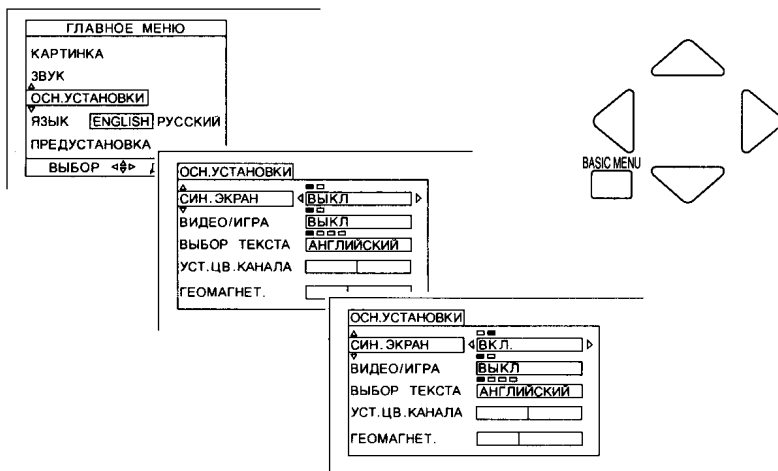 ГЛАВНОЕ МЕНЮ
КАРТИНКА
ЗВУК
ОСН.УСТАНОВКИ
ЯЗЫК ENGLISH РУССКИЙ
ПРЕДУСТАНОВКА
ВЫБОР
BASIC MENU
ОСН.УСТАНОВКИ
СИН. ЭКРАН ВЫКЛ
ВИДЕО/ИГРА ВЫКЛ
ВЫБОР ТЕКСТА АНГЛИЙСКИЙ
УСТ.ЦВ.КАНАЛА
ГЕОМАГНЕТ.
ОСН.УСТАНОВКИ
СИН. ЭКРАН ВКЛ.
ВИДЕО/ИГРА ВЫКЛ
ВЫБОР ТЕКСТА АНГЛИЙСКИЙ
УСТ.ЦВ.КАНАЛА
ГЕОМАГНЕТ.